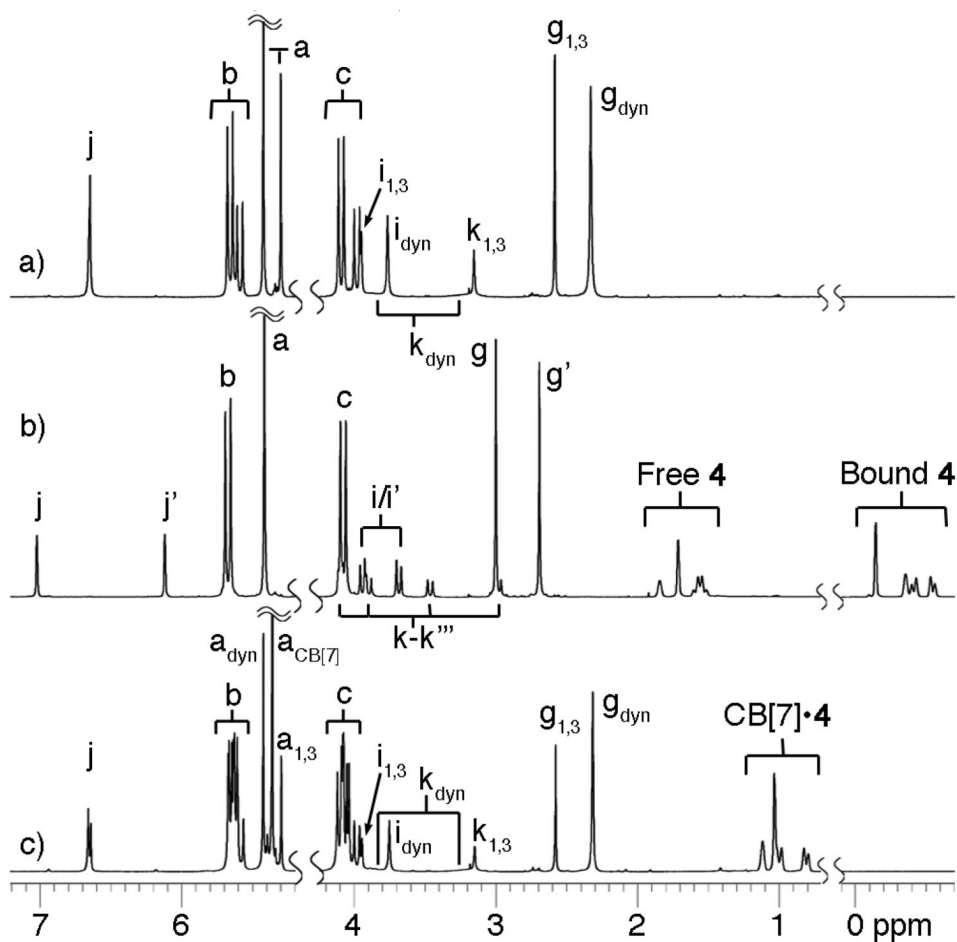 g1,3
a
gdyn
b
c
j
i1,3
idyn
k1,3
a)
kdyn
a
g
b
c
g'
b)
Free 4
Bound 4
j
j'
i/i'
k-k'''
adyn
aCB[7]
b
c
g1,3
gdyn
CB[7]•4
j
a1,3
i1,3
kdyn
idyn
k1,3
c)
7 6 4 3 2 1 0 ppm